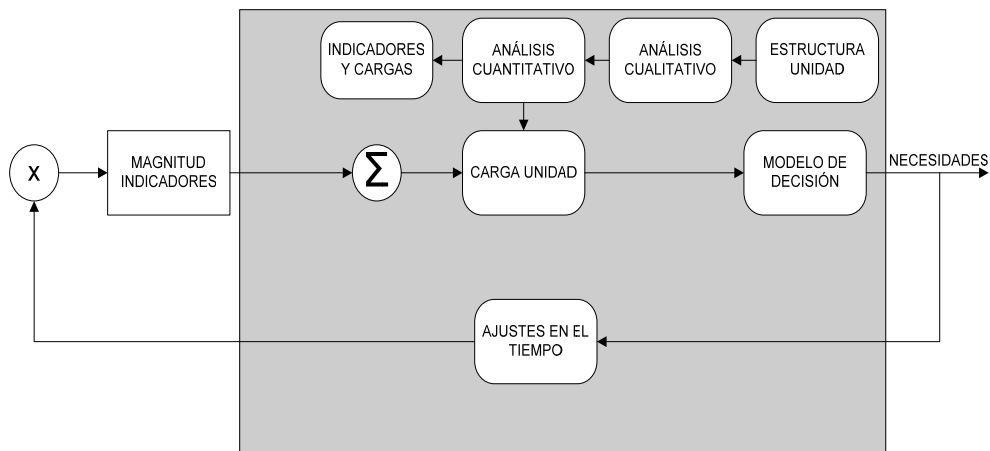 INDICADORES
Y CARGAS
ANÁLISIS
CUANTITATIVO
ANÁLISIS
CUALITATIVO
ESTRUCTURA
UNIDAD
X
MAGNITUD
INDICADORES
Σ
CARGA UNIDAD
MODELO DE
DECISIÓN
NECESIDADES
AJUSTES EN EL
TIEMPO